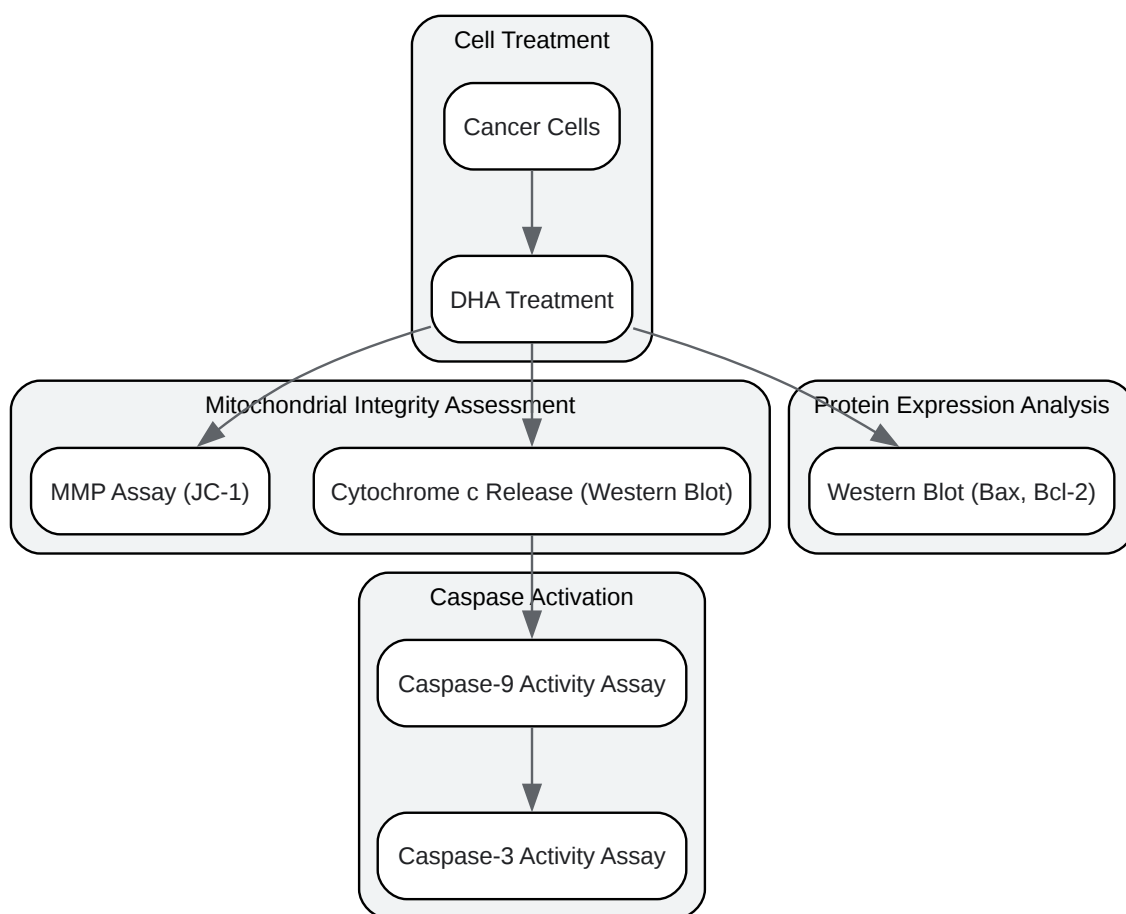 Cell Treatment
Cancer Cells
DHA Treatment
Mitochondrial Integrity Assessment
Protein Expression Analysis
MMP Assay (JC-1)
Cytochrome c Release (Western Blot)
Western Blot (Bax, Bcl-2)
Caspase Activation
Caspase-9 Activity Assay
Caspase-3 Activity Assay